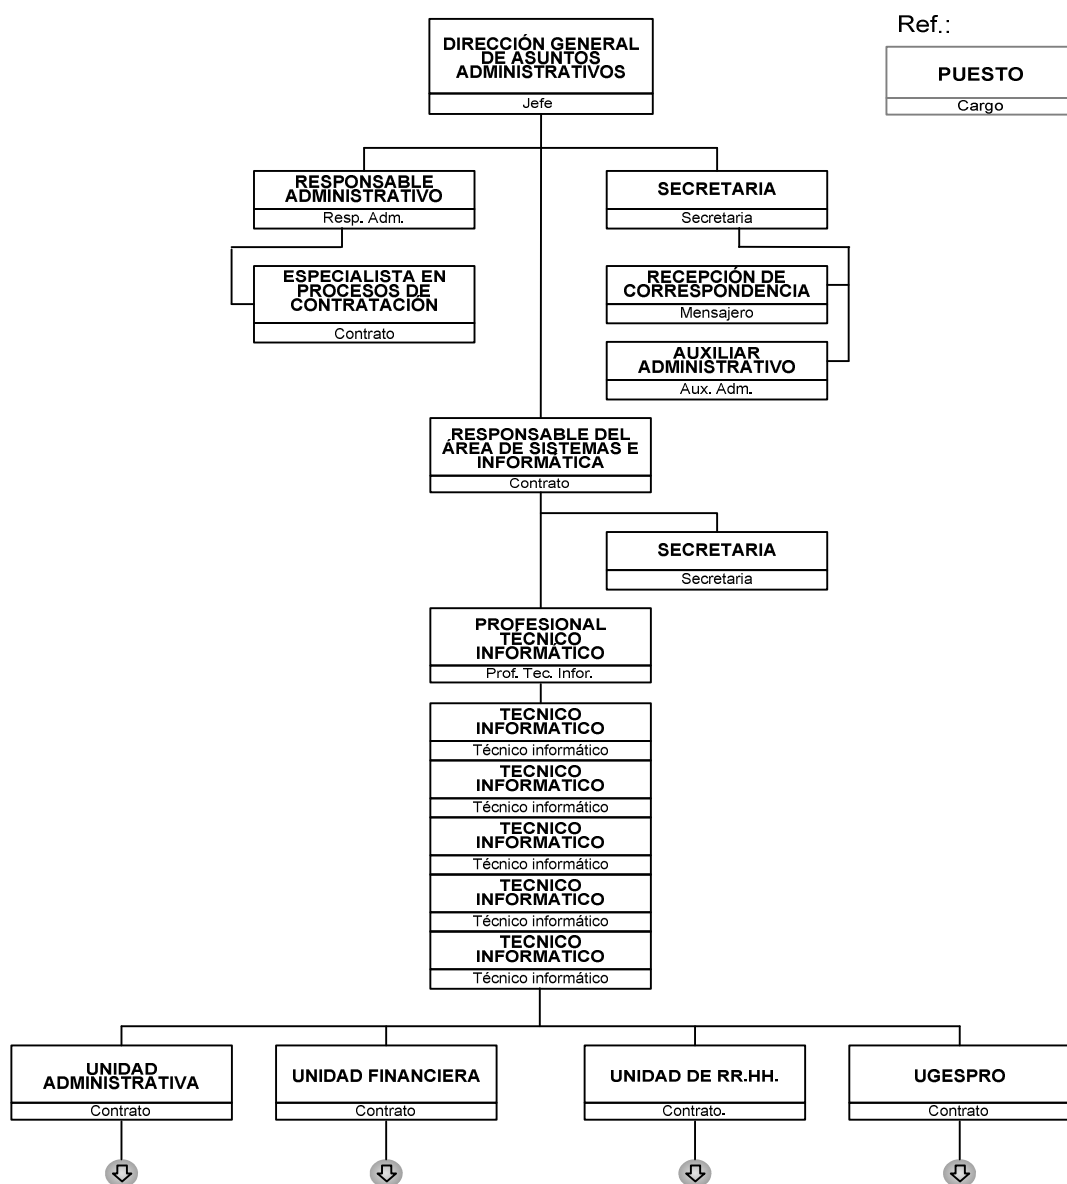 Ref.:
PUESTO
Cargo
DIRECCIÓN GENERAL
DE ASUNTOS
ADMINISTRATIVOS
Jefe
RESPONSABLE
ADMINISTRATIVO
Resp. Adm.
SECRETARIA
Secretaria
ESPECIALISTA EN
PROCESOS DE
CONTRATACIÓN
Contrato
RECEPCIÓN DE
CORRESPONDENCIA
Mensajero
AUXILIAR
ADMINISTRATIVO
Aux. Adm.
RESPONSABLE DEL
ÁREA DE SISTEMAS E
INFORMÁTICA
Contrato
SECRETARIA
Secretaria
PROFESIONAL
TÉCNICO
INFORMÁTICO
Prof. Tec. Infor.
TECNICO
INFORMATICO
Técnico informático
TECNICO
INFORMATICO
Técnico informático
TECNICO
INFORMATICO
Técnico informático
TECNICO
INFORMATICO
Técnico informático
TECNICO
INFORMATICO
Técnico informático
UNIDAD
ADMINISTRATIVA
Contrato
UNIDAD FINANCIERA
Contrato
UNIDAD DE RR.HH.
Contrato.
UGESPRO
Contrato